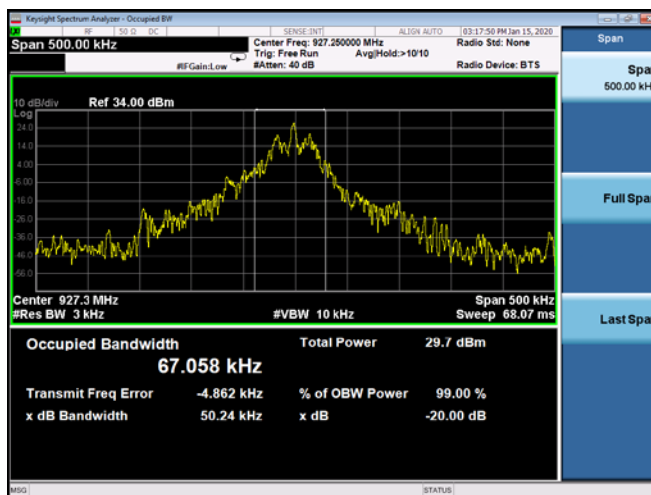 Keysight Spectrum Analyzer - Occupied BW
RF 50 Ω DC SENSE:INT ALIGN AUTO 03:17:50 PM Jan 15, 2020
Span 500.00 kHz Center Freq: 927.250000 MHz Radio Std: None
Trig: Free Run Avg|Hold:>10/10
#IFGain:Low #Atten: 40 dB Radio Device: BTS
Span
Spa
500.00 kH
10 dB/div Ref 34.00 dBm
Log
24.0
14.0
4.00
-6.00
-16.0
-26.0
-36.0
-46.0
-56.0
Full Spa
Center 927.3 MHz Span 500 kHz
#Res BW 3 kHz #VBW 10 kHz Sweep 68.07 ms
Last Spa
Occupied Bandwidth Total Power 29.7 dBm
67.058 kHz
Transmit Freq Error -4.862 kHz % of OBW Power 99.00 %
x dB Bandwidth 50.24 kHz x dB -20.00 dB
MSG STATUS